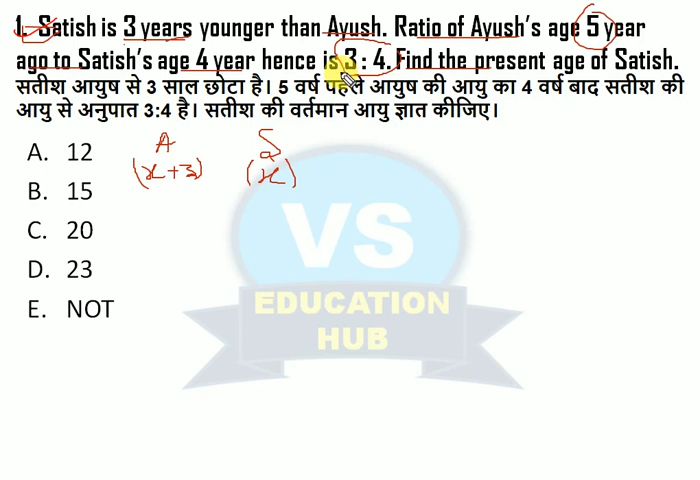 1. Satish is 3 years younger than Ayush. Ratio of Ayush's age 5 year
ago to Satish's age 4 year hence is 3 : 4. Find the present age of Satish.
सतीश आयुष से 3 साल छोटा है। 5 वर्ष पहले आयुष की आयु का 4 वर्ष बाद सतीश की
आयु से अनुपात 3:4 है। सतीश की वर्तमान आयु ज्ञात कीजिए।
A S
(x+3) (x)
A. 12
B. 15
C. 20
D. 23
E. NOT
VS
EDUCATION
HUB